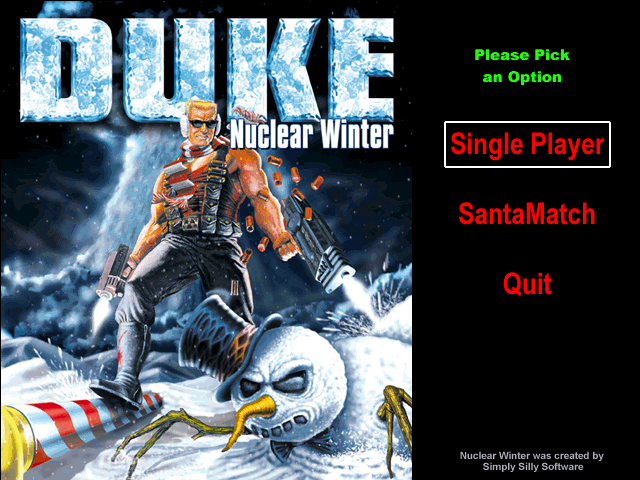 DUKE
Nuclear Winter
Please Pick
an Option
Single Player
SantaMatch
Quit
Nuclear Winter was created by
Simply Silly Software